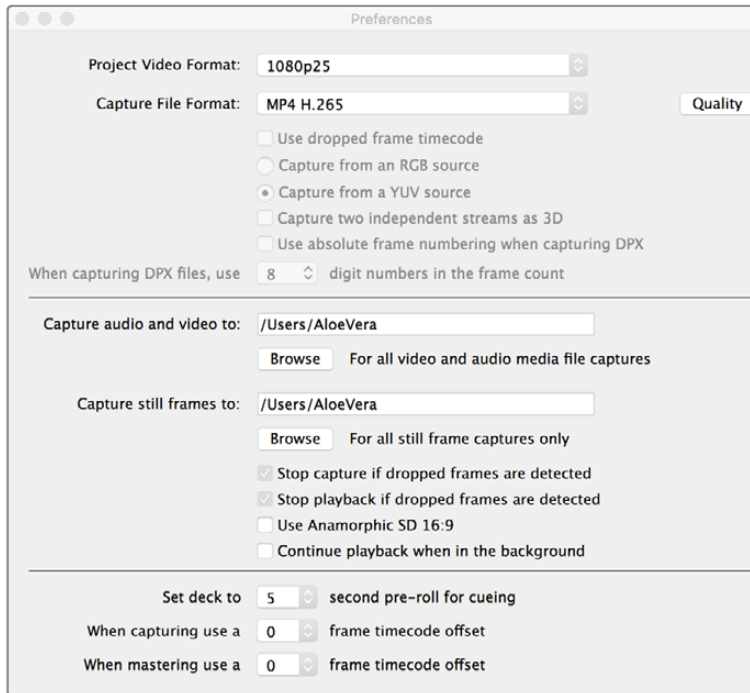 Preferences
Project Video Format: 1080p25
Capture File Format: MP4 H.265 Quality
Use dropped frame timecode
Capture from an RGB source
Capture from a YUV source
Capture two independent streams as 3D
Use absolute frame numbering when capturing DPX
When capturing DPX files, use 8 digit numbers in the frame count
Capture audio and video to: /Users/AloeVera
Browse For all video and audio media file captures
Capture still frames to: /Users/AloeVera
Browse For all still frame captures only
Stop capture if dropped frames are detected
Stop playback if dropped frames are detected
Use Anamorphic SD 16:9
Continue playback when in the background
Set deck to 5 second pre-roll for cueing
When capturing use a 0 frame timecode offset
When mastering use a 0 frame timecode offset